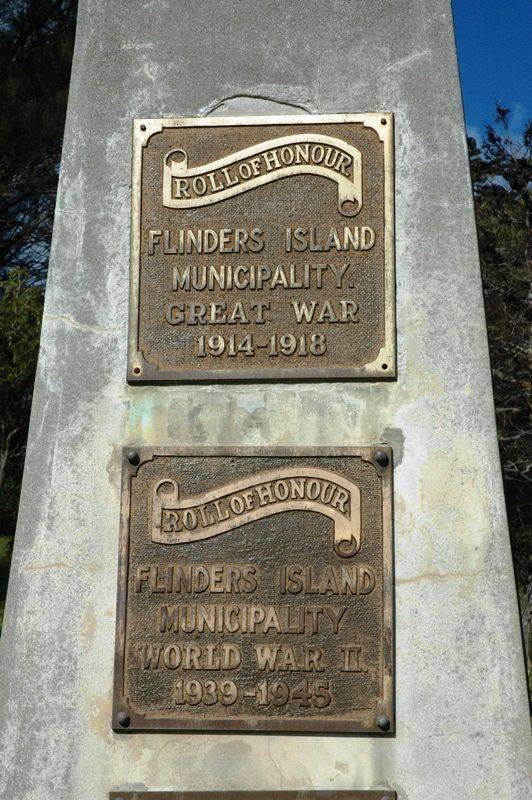 ROLL OF HONOUR
FLINDERS ISLAND
MUNICIPALITY.
GREAT WAR
1914-1918
ROLL OF HONOUR
FLINDERS ISLAND
MUNICIPALITY
WORLD WAR II.
1939-1945